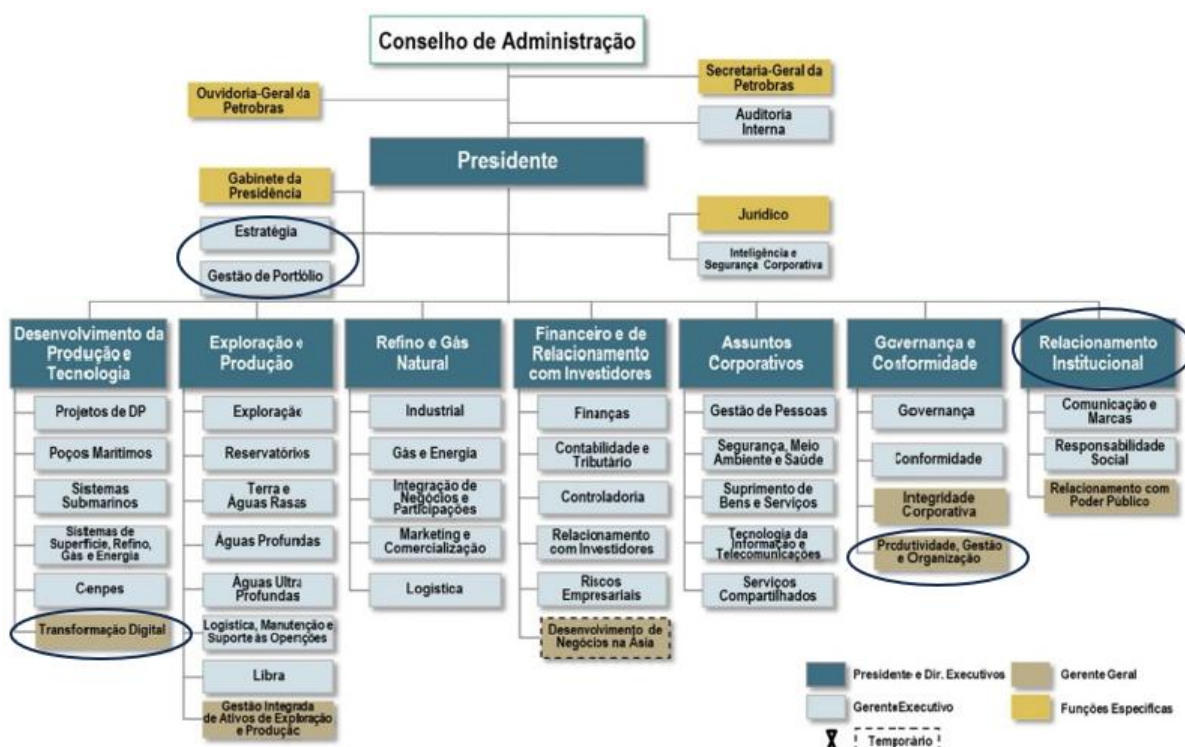 Conselho de Administração
Ouvidoria-Geral da
Petrobras
Secretaria-Geral da
Petrobras
Auditoria
Interna
Presidente
Gabinete da
Presidência
Estratégia
Gestão de Portfólio
Jurídico
Inteligência e
Segurança Corporativa
Desenvolvimento da
Produção e
Tecnologia
Projetos de DP
Poços Marítimos
Sistemas
Submarinos
Sistemas de
Superfície, Refino,
Gás e Energia
Cenpes
Transformação Digital
Exploração e
Produção
Exploração
Reservatórios
Terra e
Águas Rasas
Águas Profundas
Águas Ultra
Profundas
Logística, Manutenção e
Suporte às Operções
Libra
Gestão Integrada
de Ativos de Exploração
e Produção
Refino e Gás
Natural
Industrial
Gás e Energia
Integração de
Negócios e
Participações
Marketing e
Comercialização
Logística
Financeiro e de
Relacionamento
com Investidores
Finanças
Contabilidade e
Tributário
Controladoria
Relacionamento
com Investidores
Riscos
Empresariais
Desenvolvimento de
Negócios na Ásia
Assuntos
Corporativos
Gestão de Pessoas
Segurança, Meio
Ambiente e Saúde
Suprimento de
Bens e Serviços
Tecnologia da
Informação e
Telecomunicações
Serviços
Compartilhados
Governança e
Conformidade
Governança
Conformidade
Integridade
Corporativa
Produtividade, Gestão
e Organização
Relacionamento
Institucional
Comunicação e
Marcas
Responsabilidade
Social
Relacionamento com
Poder Público
Presidente e Dir. Executivos
Gerente Geral
Gerente Executivo
Funções Específicas
Temporário